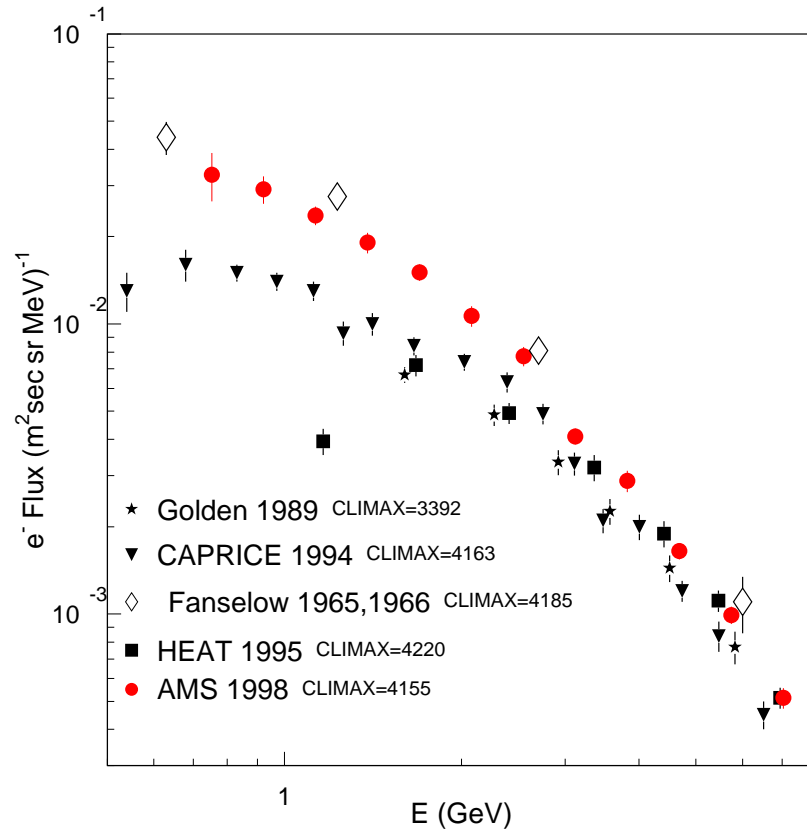 10⁻¹
10⁻²
10⁻³
e⁻ Flux (m²sec sr MeV)⁻¹
Golden 1989 CLIMAX=3392
CAPRICE 1994 CLIMAX=4163
Fanselow 1965,1966 CLIMAX=4185
HEAT 1995 CLIMAX=4220
AMS 1998 CLIMAX=4155
1
E (GeV)